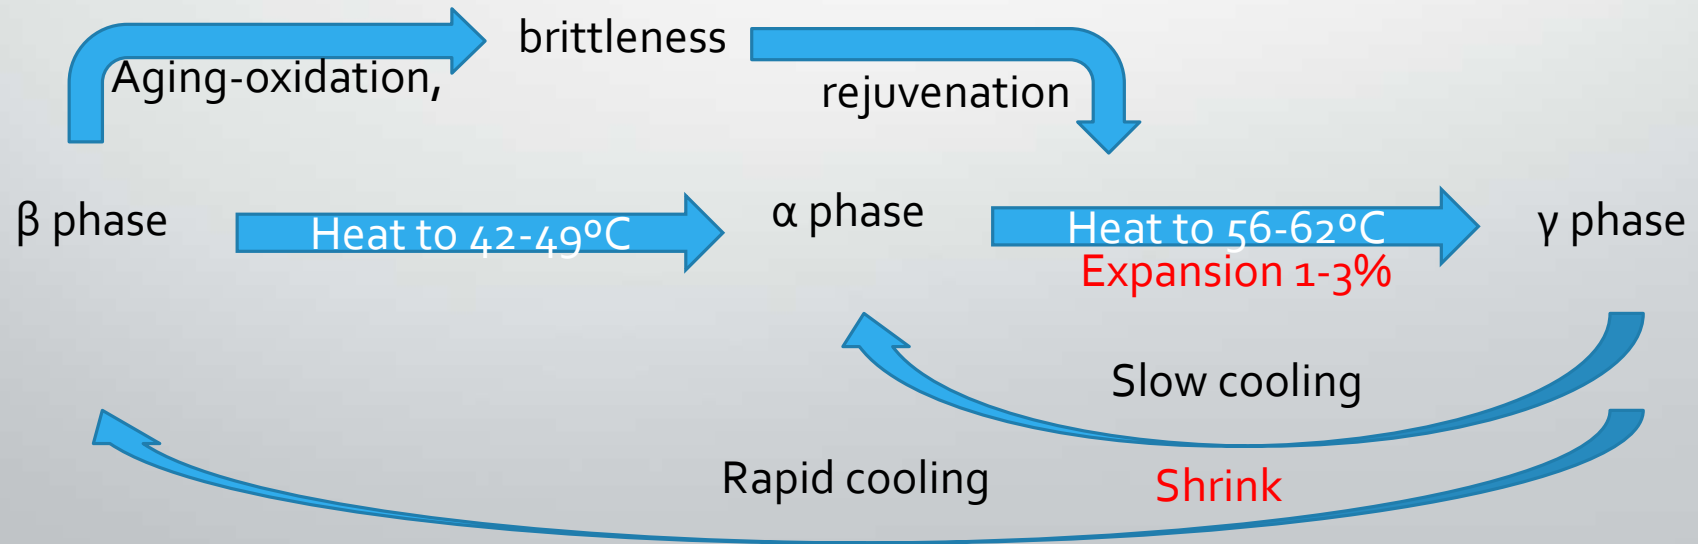 brittleness
Aging-oxidation,
rejuvenation
β phase
Heat to 42-49ºC
α phase
Heat to 56-62ºC
γ phase
Expansion 1-3%
Slow cooling
Rapid cooling
Shrink